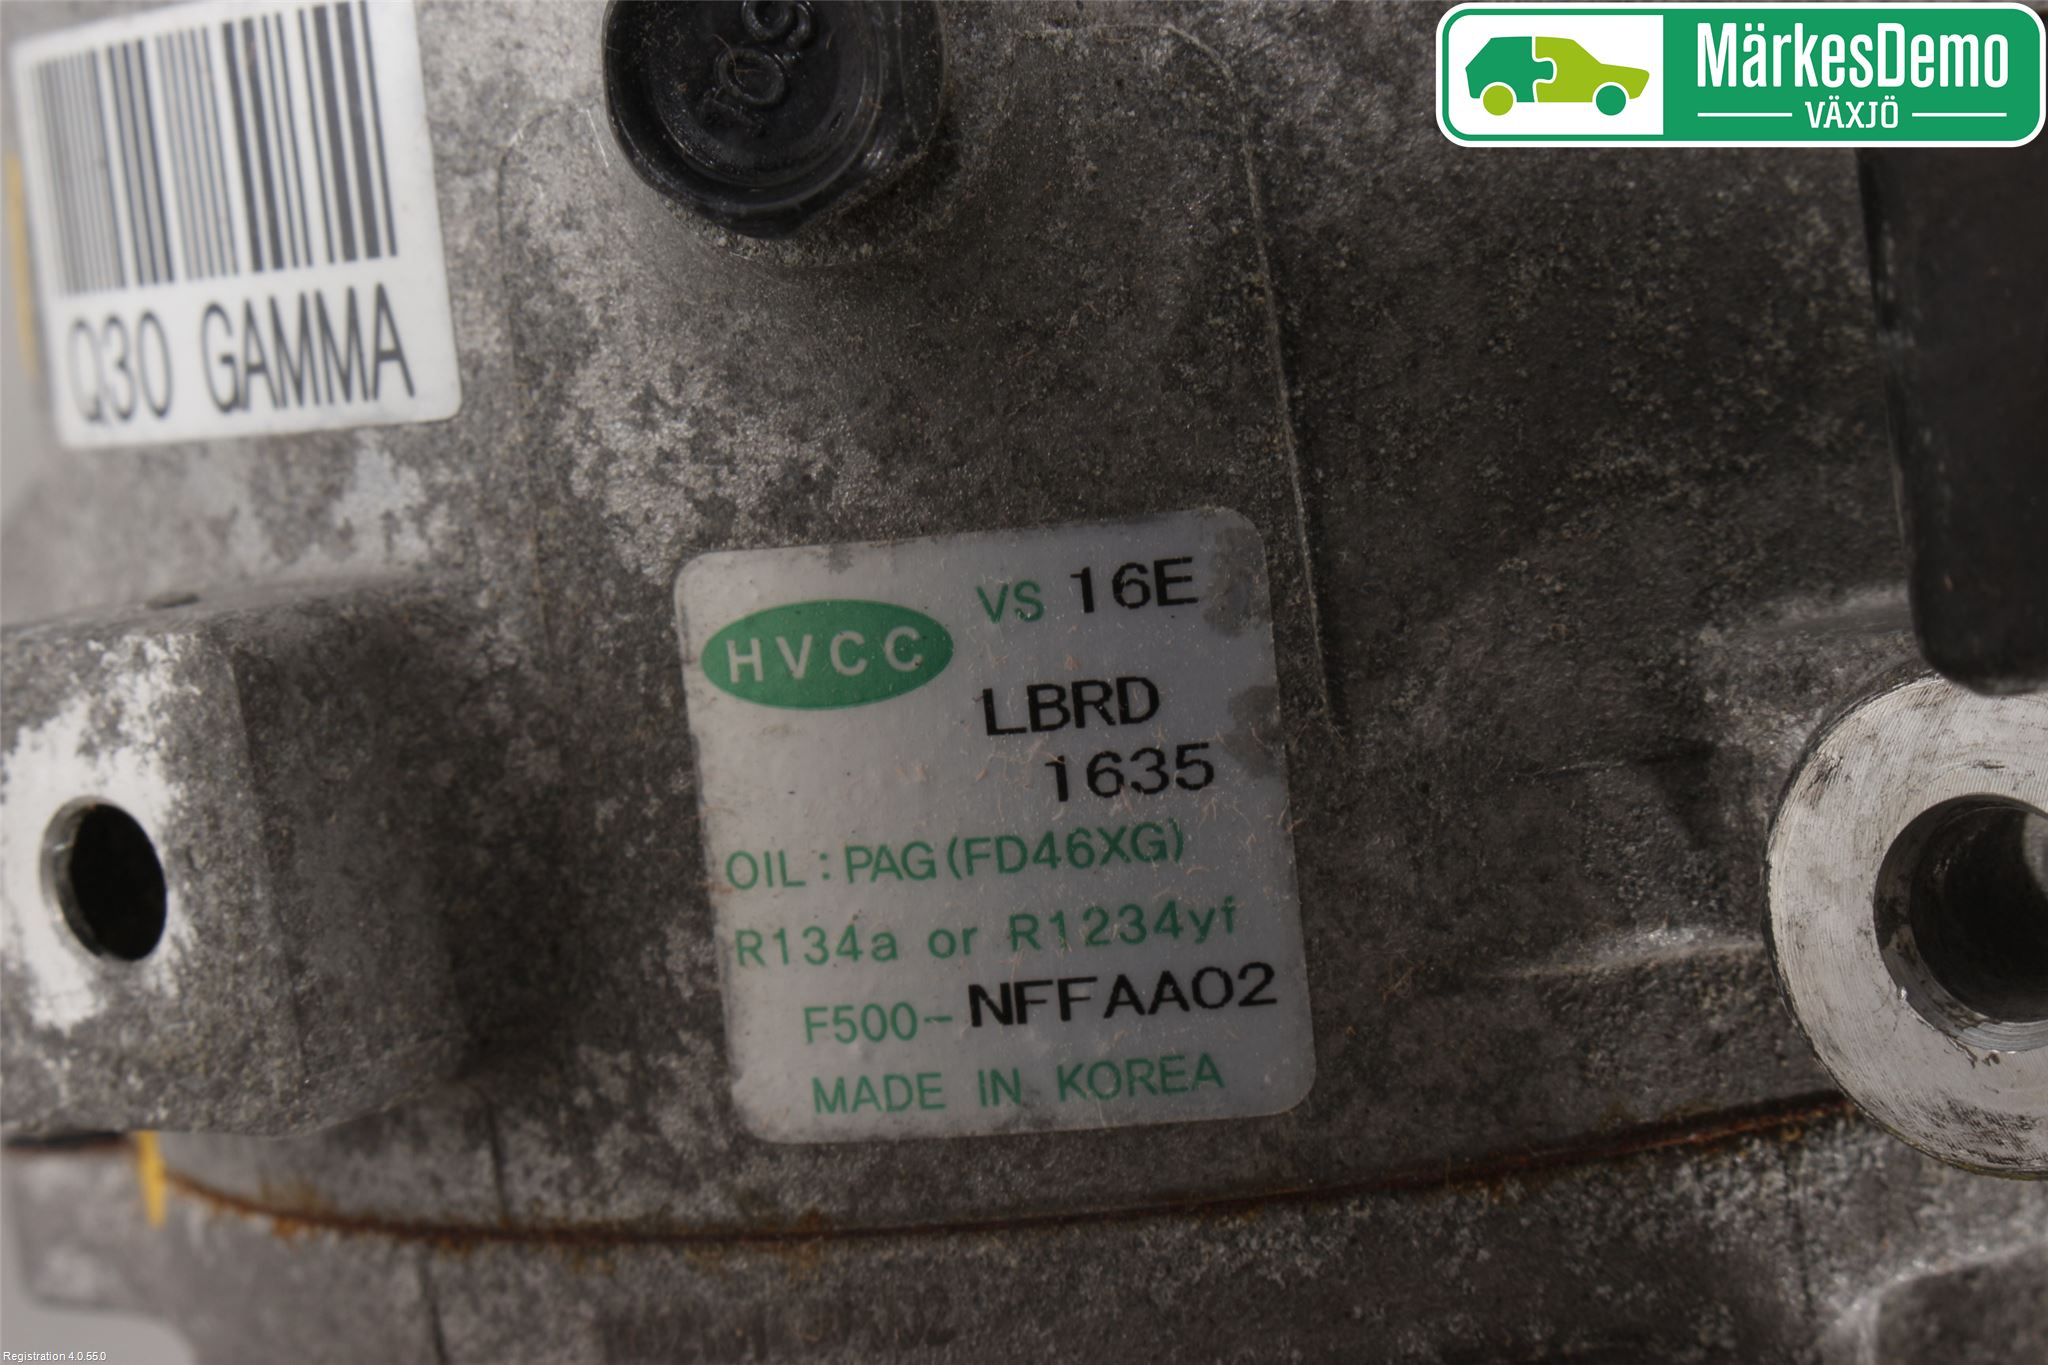 MärkesDemo
VÄXJÖ
109
Q30 GAMMA
HVCC
VS 16E
LBRD
1635
OIL : PAG (FD46XG)
R134a or R1234yf
F500-NFFAA02
MADE IN KOREA
Registration 4.0.55.0